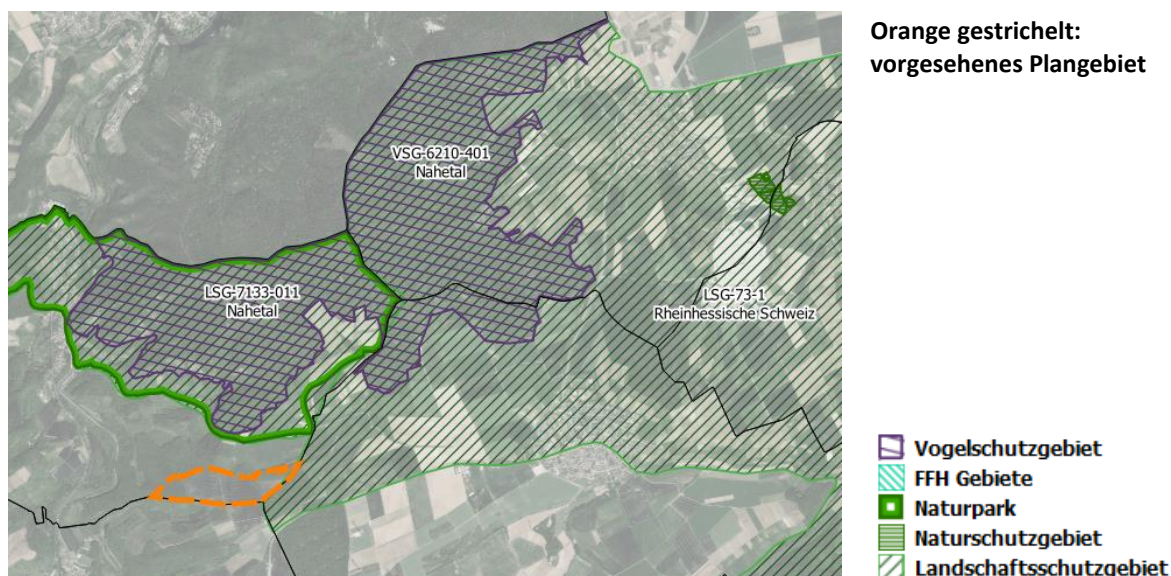 Orange gestrichelt:
vorgesehenes Plangebiet
VSG-6210-401
Nahetal
LSG-7133-011
Nahetal
LSG-73-1
Rheinhessische Schweiz
Vogelschutzgebiet
FFH Gebiete
Naturpark
Naturschutzgebiet
Landschaftsschutzgebiet